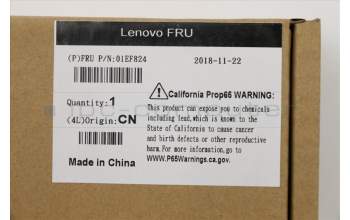 Lenovo FRU
(P)FRU P/N:01EF824
2018-11-22
Quantity:1
(4L)Origin:CN
Made in China
California Prop65 WARNING:
This product can expose you to chemicals
including lead,which is known to the
State of California to cause cancer
and birth defects or other reproductive
harm.For more information,go to
www.P65Warnings.ca.gov.